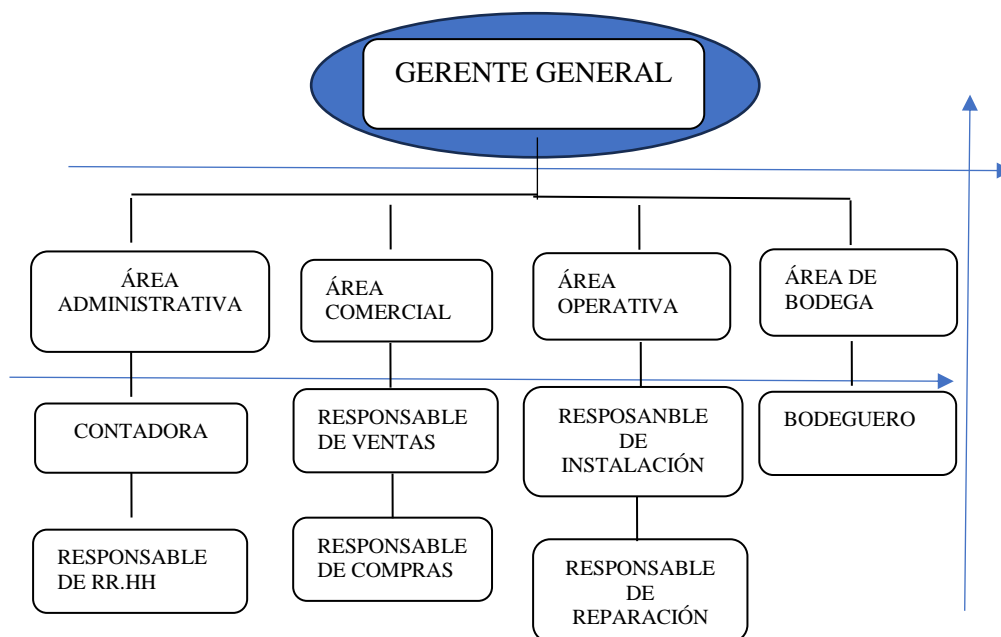 GERENTE GENERAL
ÁREA
ADMINISTRATIVA
ÁREA
COMERCIAL
ÁREA
OPERATIVA
ÁREA DE
BODEGA
CONTADORA
RESPONSABLE
DE VENTAS
RESPOSANBLE
DE
INSTALACIÓN
BODEGUERO
RESPONSABLE
DE RR.HH
RESPONSABLE
DE COMPRAS
RESPONSABLE
DE
REPARACIÓN